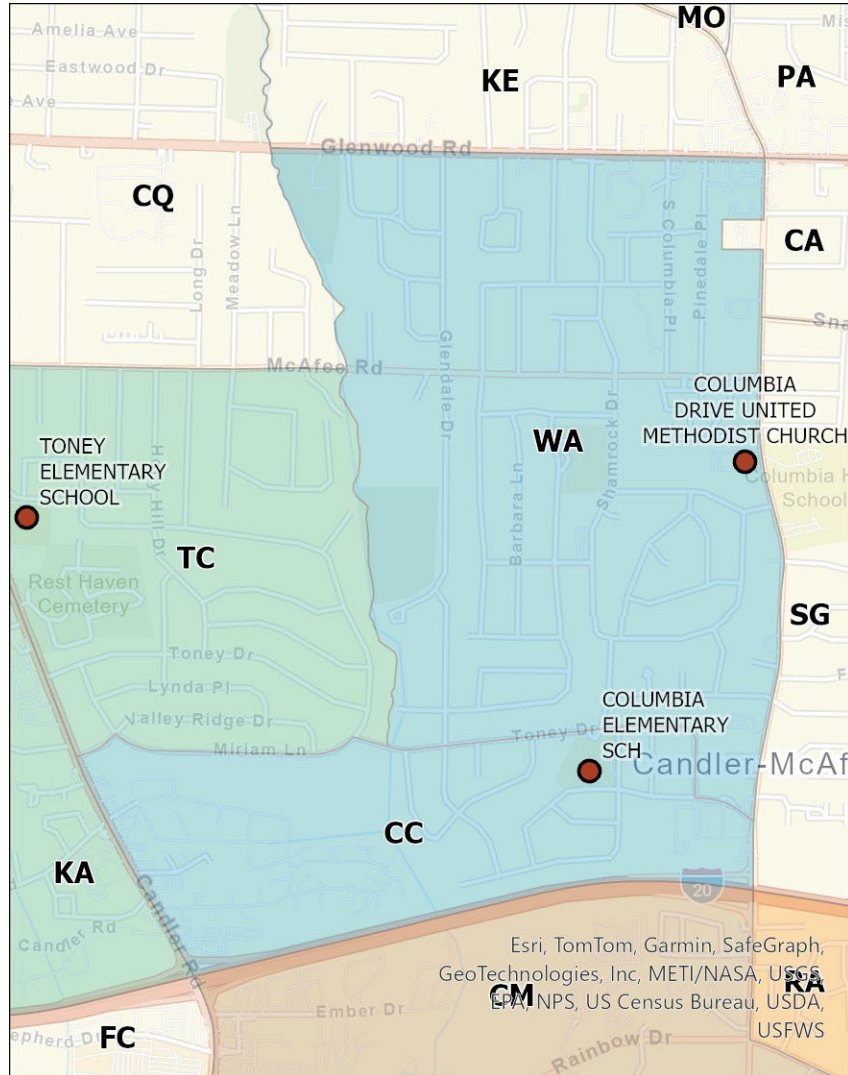 MO
Amelia Ave
Eastwood Dr
Ave
KE
PA
Glenwood Rd
CQ
CA
Long Dr
Meadow Ln
S Columbia Pl
Pinedale Pl
Sna
Glendale Dr
McAfee Rd
COLUMBIA
DRIVE UNITED
METHODIST CHURCH
Shamrock Dr
WA
TONEY
ELEMENTARY
SCHOOL
Columbia H
School
Holly Hill Dr
Barbara Ln
TC
Rest Haven
Cemetery
SG
Toney Dr
Lynda Pl
Valley Ridge Dr
Miriam Ln
COLUMBIA
ELEMENTARY
SCH
Toney Dr
Candler-McAf
CC
KA
20
Candler Rd
Candler Rd
Esri, TomTom, Garmin, SafeGraph,
GeoTechnologies, Inc, METI/NASA, USGS,
EPA, NPS, US Census Bureau, USDA,
USFWS
CM
RA
Ember Dr
FC
epherd Dr
Rainbow Dr